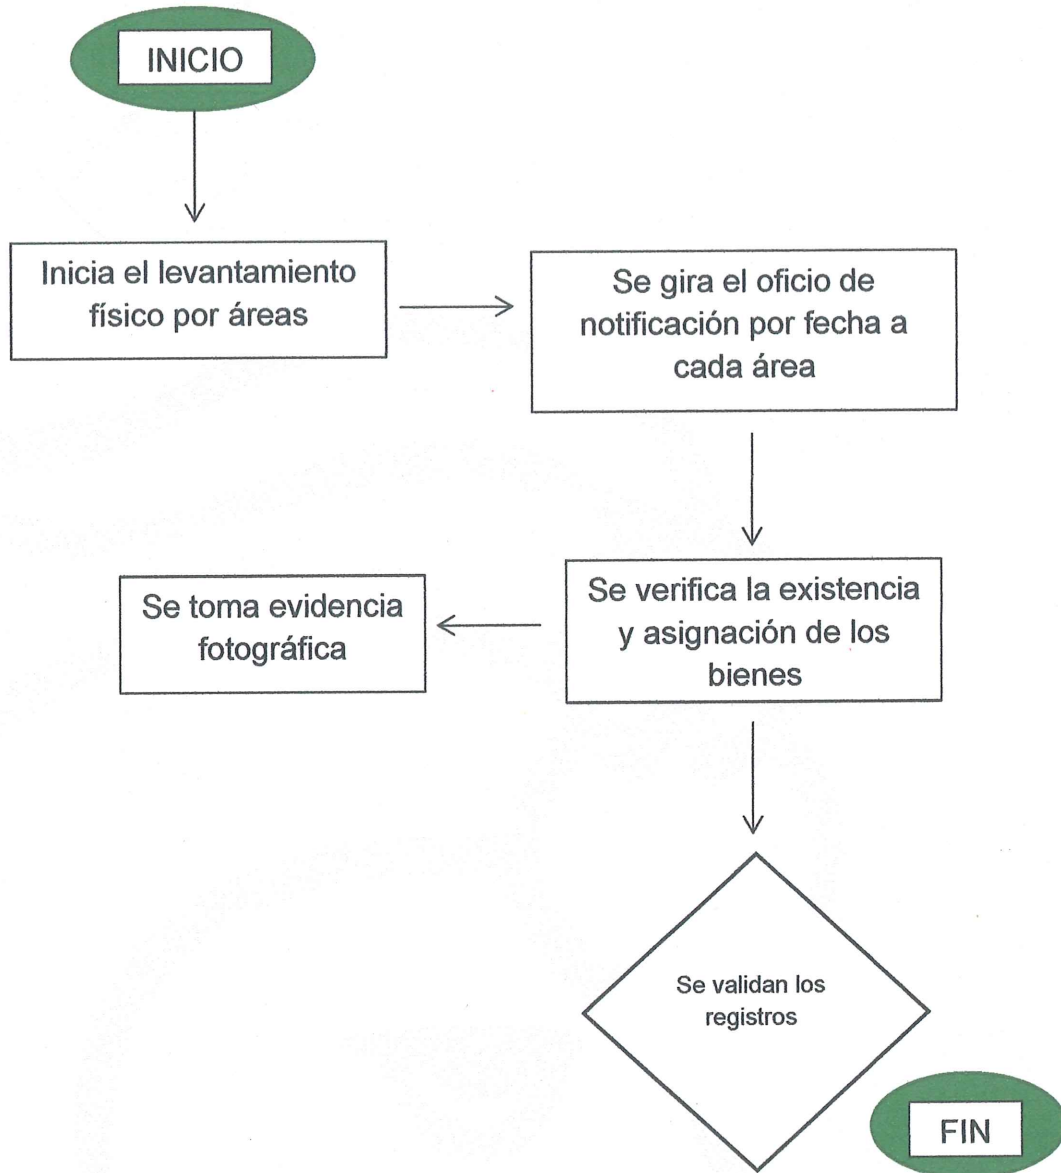 INICIO
Inicia el levantamiento
físico por áreas
Se gira el oficio de
notificación por fecha a
cada área
Se toma evidencia
fotográfica
Se verifica la existencia
y asignación de los
bienes
Se validan los
registros
FIN